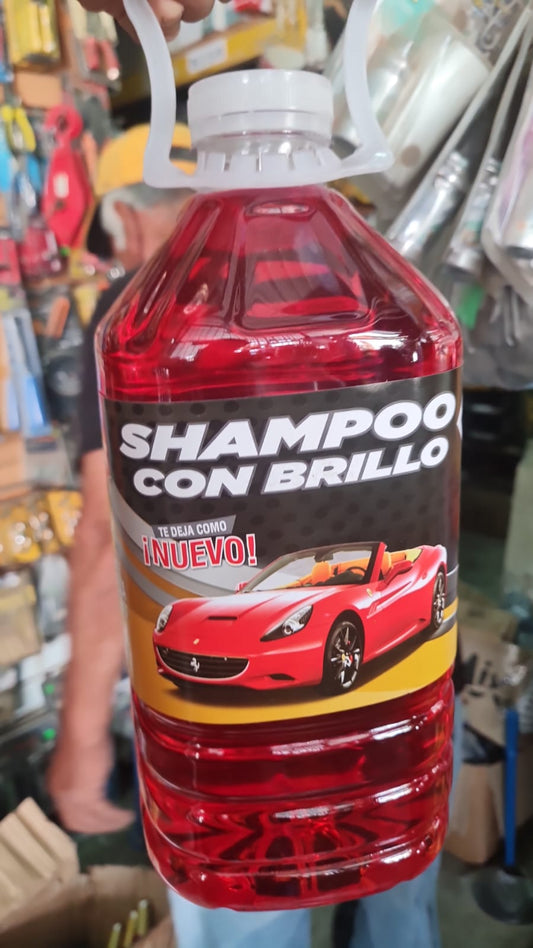 SHAMPOO
CON BRILLO
TE DEJA COMO
¡NUEVO!